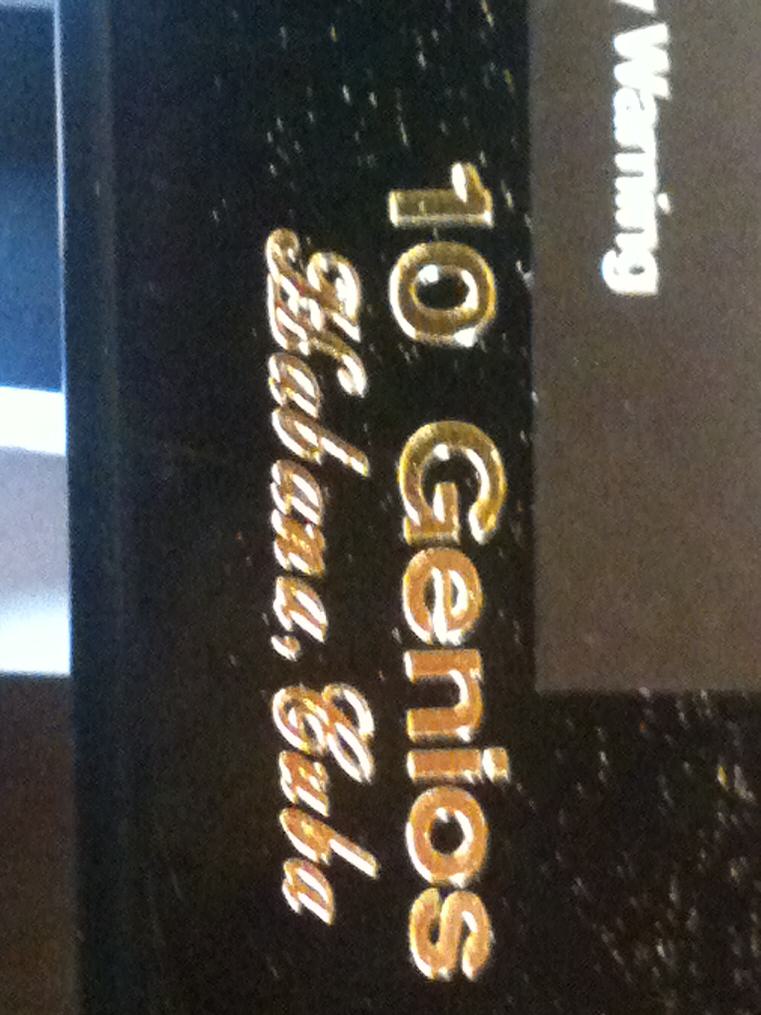 Warning
10 Genios
Habana, Cuba